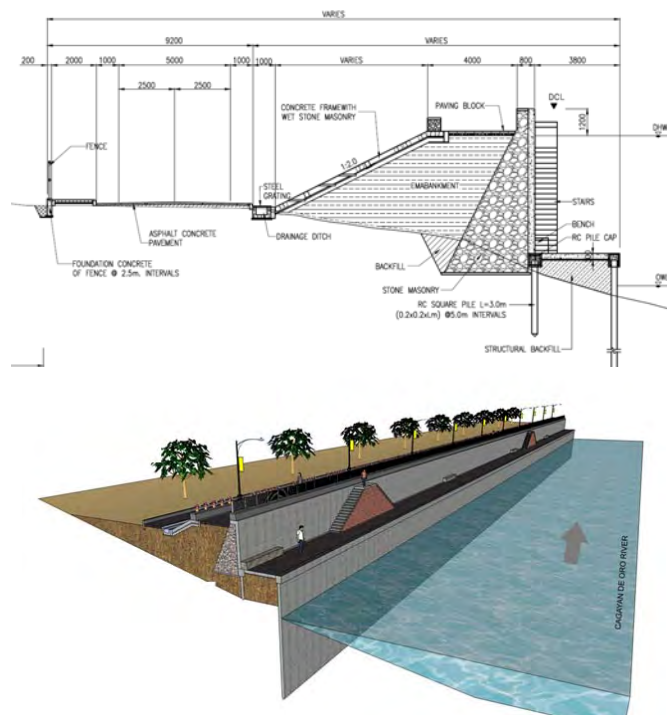 VARIES
9200
VARIES
200
2000
1000
5000
1000
1000
VARIES
4000
800
3800
2500
2500
DCL
1200
DHW
CONCRETE FRAMEWITH
WET STONE MASONRY
PAVING BLOCK
1:2.0
FENCE
STEEL
GRATING
EMABANKMENT
STAIRS
BENCH
RC PILE CAP
ASPHALT CONCRETE
PAVEMENT
DRAINAGE DITCH
BACKFILL
FOUNDATION CONCRETE
OF FENCE @ 2.5m. INTERVALS
STONE MASONRY
RC SQUARE PILE L=3.0m
(0.2x0.2xLm) @5.0m INTERVALS
STRUCTURAL BACKFILL
CAGAYAN DE ORO RIVER